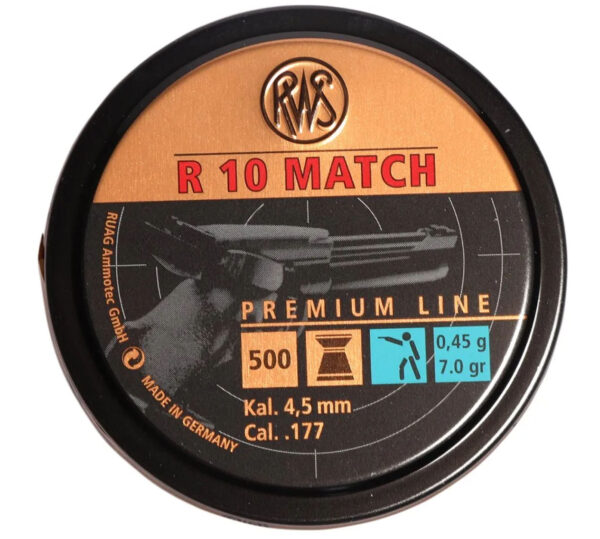 RWS
R 10 MATCH
PREMIUM LINE
500
0,45 g
7.0 gr
Kal. 4,5 mm
Cal. .177
RUAG Ammotec GmbH
MADE IN GERMANY